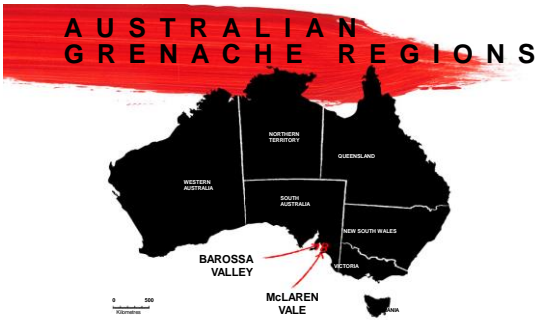 AUSTRALIAN
GRENACHE REGIONS
NORTHERN
TERRITORY
QUEENSLAND
WESTERN
AUSTRALIA
SOUTH
AUSTRALIA
NEW SOUTH WALES
BAROSSA
VALLEY
VICTORIA
McLAREN
VALE
0 500
Kilometres